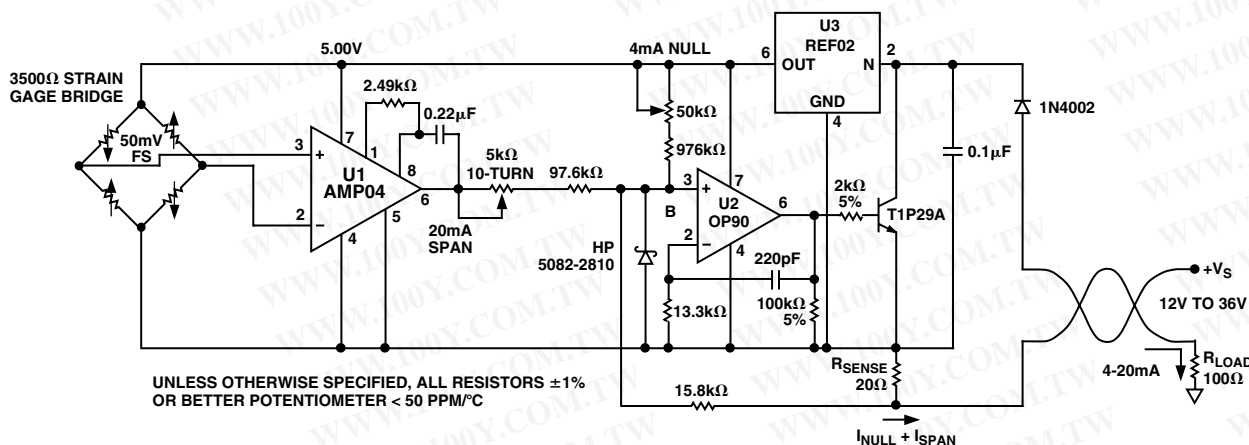 WWW.100Y.COM.TW
3500Ω STRAIN
GAGE BRIDGE
50mV
FS
5.00V
2.49kΩ
0.22µF
3
+
7
1
8
U1
AMP04
6
2
−
5
4
5kΩ
10-TURN
20mA
SPAN
97.6kΩ
4mA NULL
50kΩ
976kΩ
3
+
7
B
U2
OP90
6
2
−
4
HP
5082-2810
13.3kΩ
220pF
100kΩ
5%
2kΩ
5%
T1P29A
6
OUT
U3
REF02
2
N
GND
4
0.1µF
1N4002
+VS
12V TO 36V
4-20mA
RLOAD
100Ω
RSENSE
20Ω
15.8kΩ
INULL + ISPAN
UNLESS OTHERWISE SPECIFIED, ALL RESISTORS ±1%
OR BETTER POTENTIOMETER < 50 PPM/°C